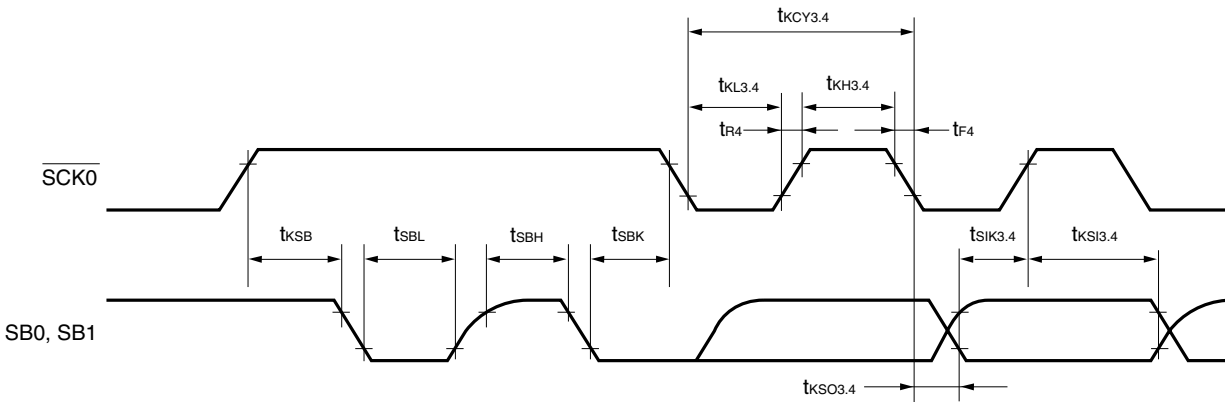 tKCY3.4
tKL3.4 tKH3.4
tR4 tF4
SCK0
tKSB tSBL tSBH tSBK tSIK3.4 tKSI3.4
SB0, SB1
tKSO3.4